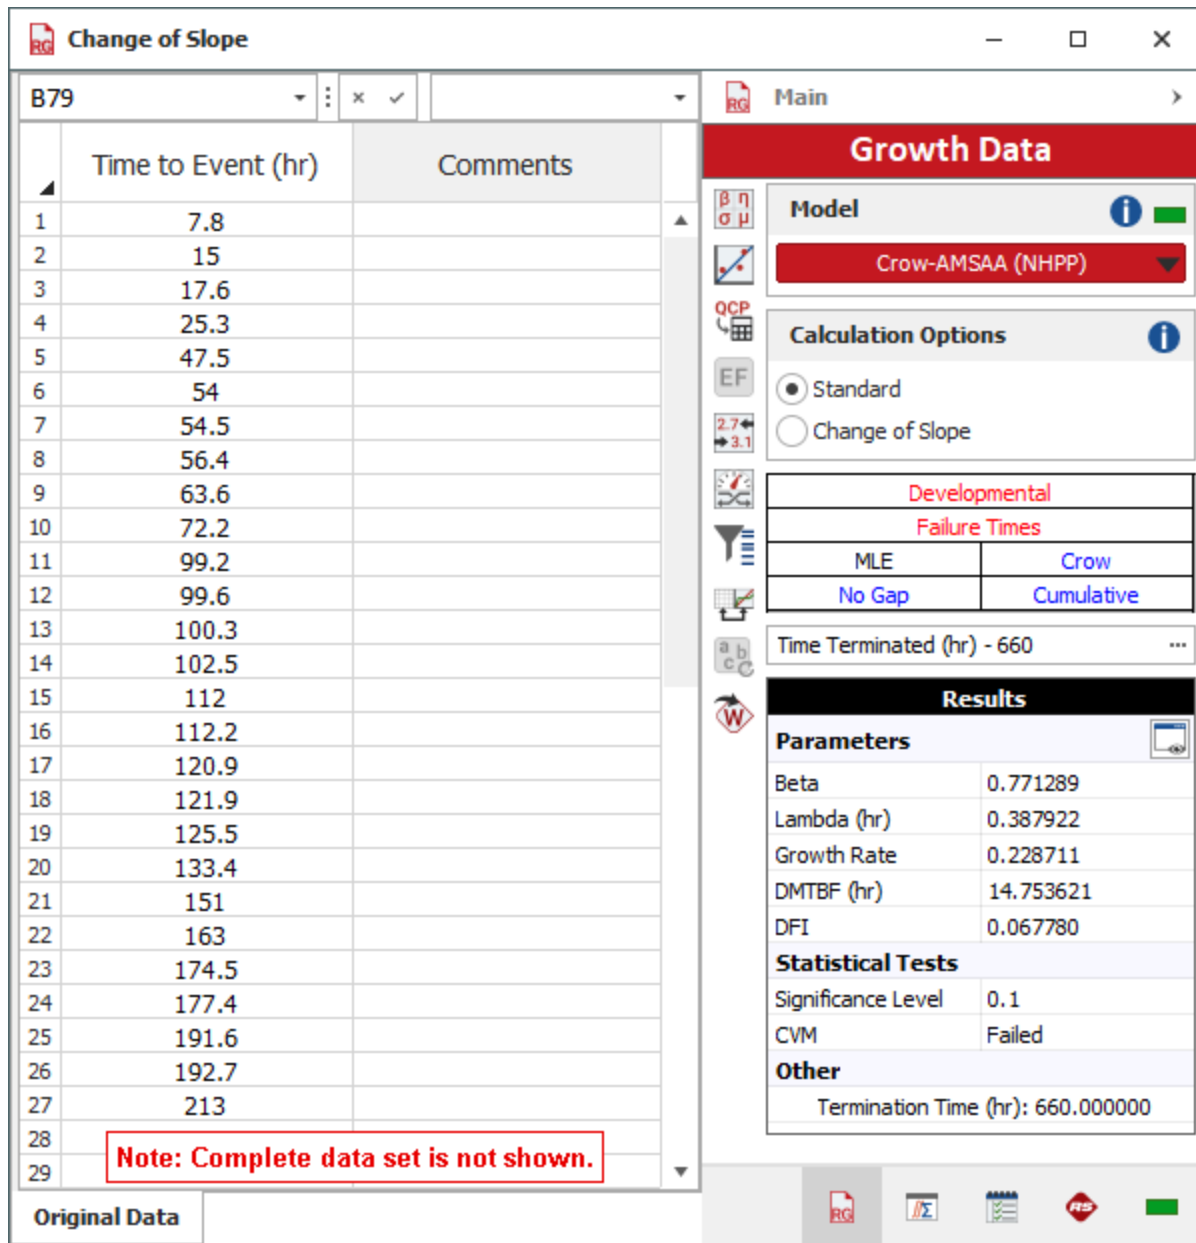 Change of Slope
B79
Main
Growth Data
Time to Event (hr) Comments
1 7.8
2 15
3 17.6
4 25.3
5 47.5
6 54
7 54.5
8 56.4
9 63.6
10 72.2
11 99.2
12 99.6
13 100.3
14 102.5
15 112
16 112.2
17 120.9
18 121.9
19 125.5
20 133.4
21 151
22 163
23 174.5
24 177.4
25 191.6
26 192.7
27 213
28
29
Note: Complete data set is not shown.
Original Data
β η
σ μ
QCP
EF
2.7
3.1
a b
c
W
Model
Crow-AMSAA (NHPP)
Calculation Options
Standard
Change of Slope
Developmental
Failure Times
MLE Crow
No Gap Cumulative
Time Terminated (hr) - 660 ...
Results
Parameters
Beta 0.771289
Lambda (hr) 0.387922
Growth Rate 0.228711
DMTBF (hr) 14.753621
DFI 0.067780
Statistical Tests
Significance Level 0.1
CVM Failed
Other
Termination Time (hr): 660.000000
RG
RS